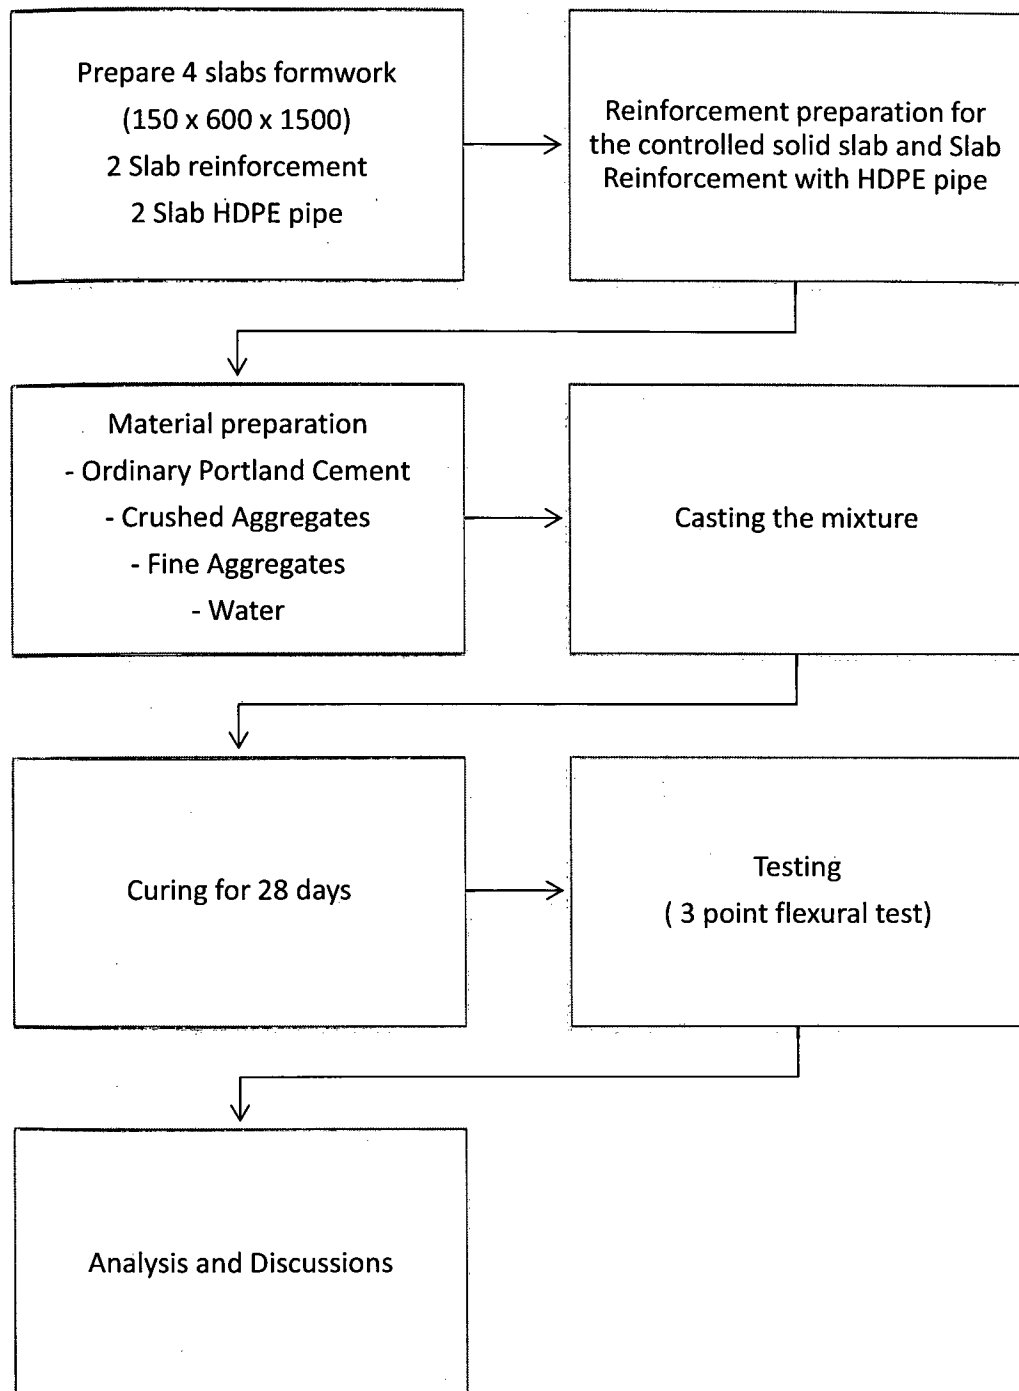 Prepare 4 slabs formwork
(150 x 600 x 1500)
2 Slab reinforcement
2 Slab HDPE pipe
Reinforcement preparation for
the controlled solid slab and Slab
Reinforcement with HDPE pipe
Material preparation
- Ordinary Portland Cement
- Crushed Aggregates
- Fine Aggregates
- Water
Casting the mixture
Curing for 28 days
Testing
( 3 point flexural test)
Analysis and Discussions